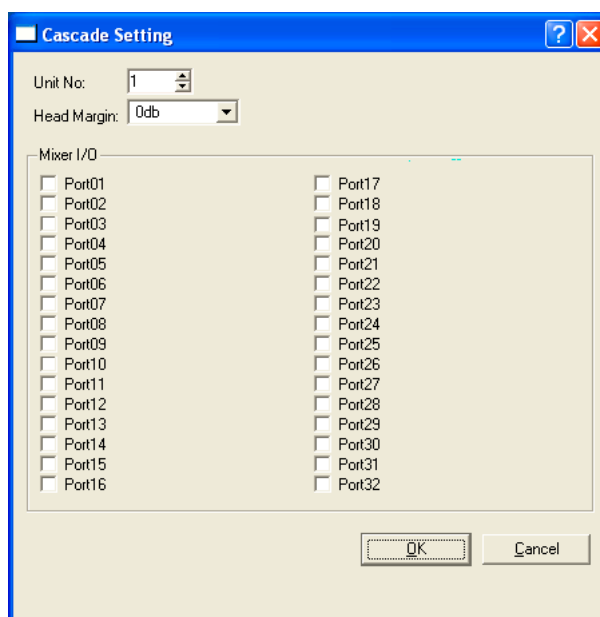 Cascade Setting
Unit No: 1
Head Margin: 0db
Mixer I/O
Port01
Port02
Port03
Port04
Port05
Port06
Port07
Port08
Port09
Port10
Port11
Port12
Port13
Port14
Port15
Port16
Port17
Port18
Port19
Port20
Port21
Port22
Port23
Port24
Port25
Port26
Port27
Port28
Port29
Port30
Port31
Port32
OK
Cancel